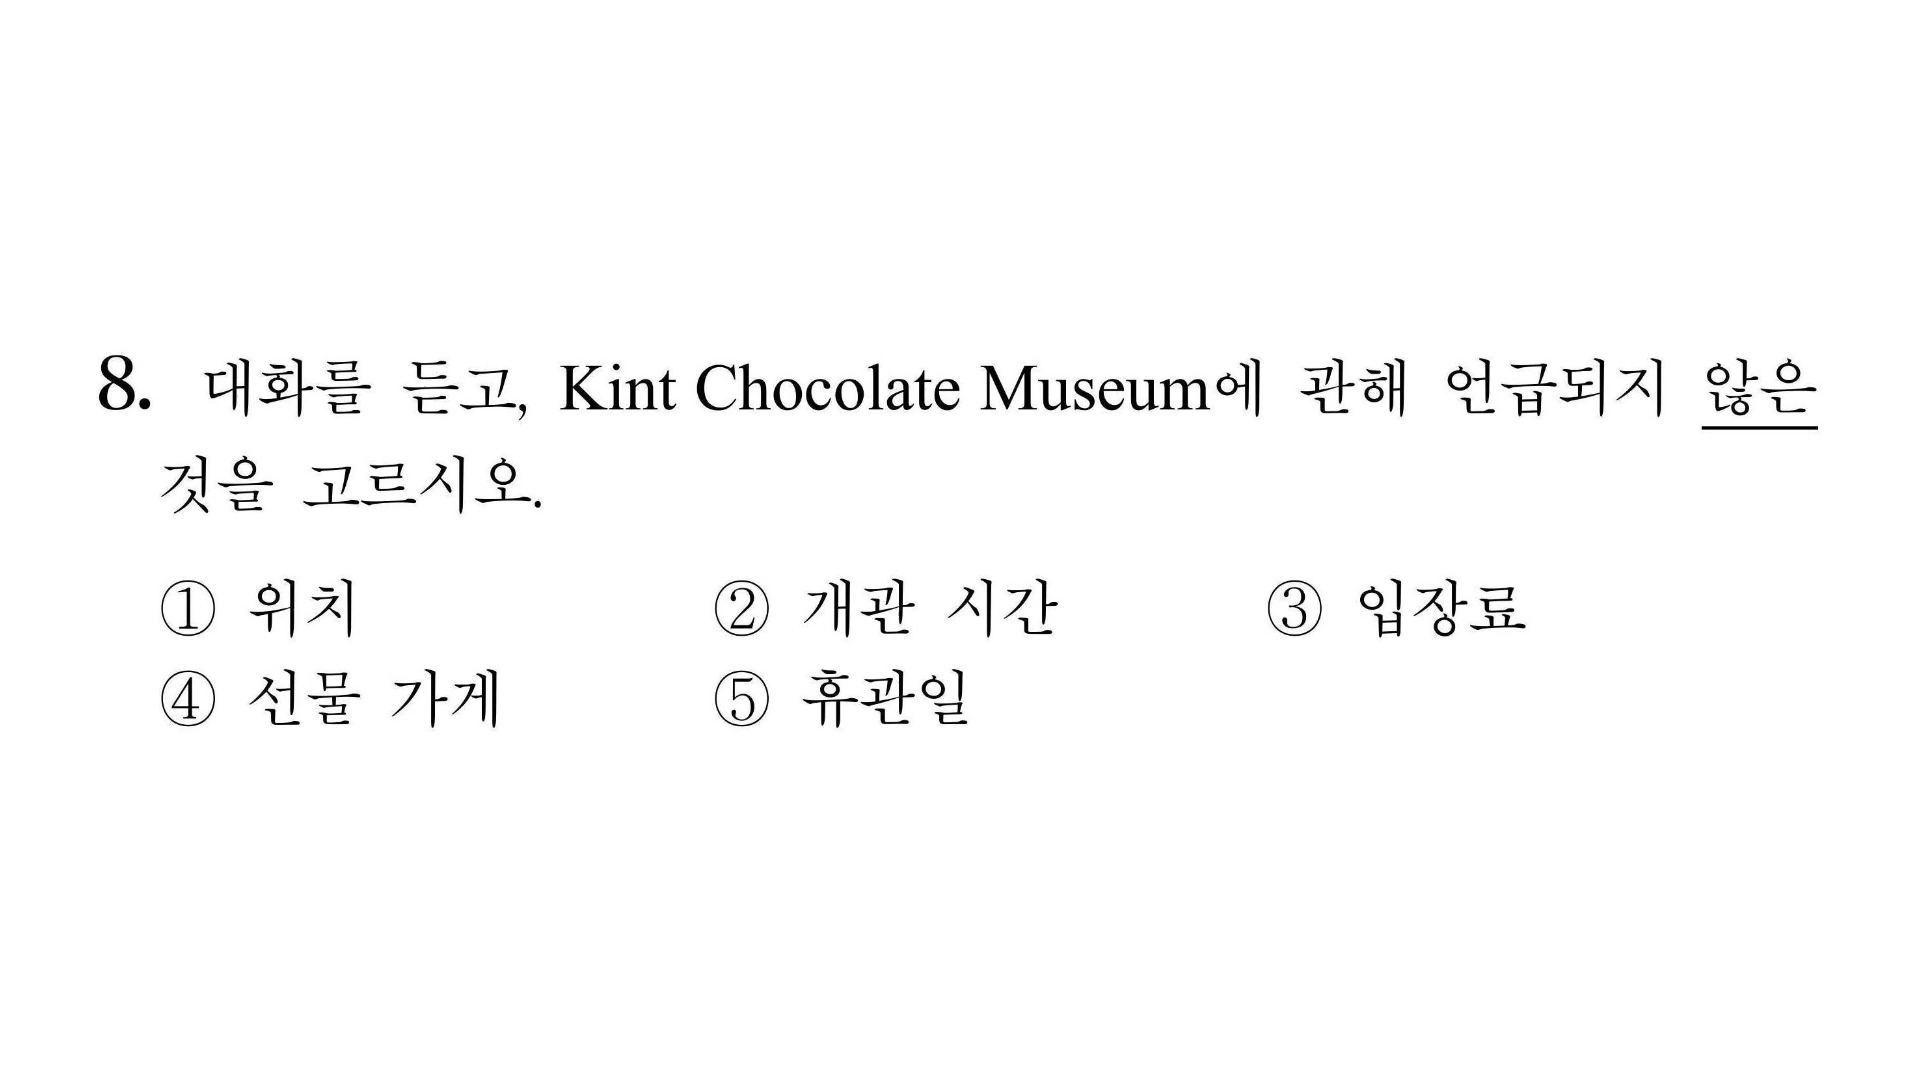 8. 대화를 듣고, Kint Chocolate Museum에 관해 언급되지 않은
것을 고르시오.
① 위치 ② 개관 시간 ③ 입장료
④ 선물 가게 ⑤ 휴관일